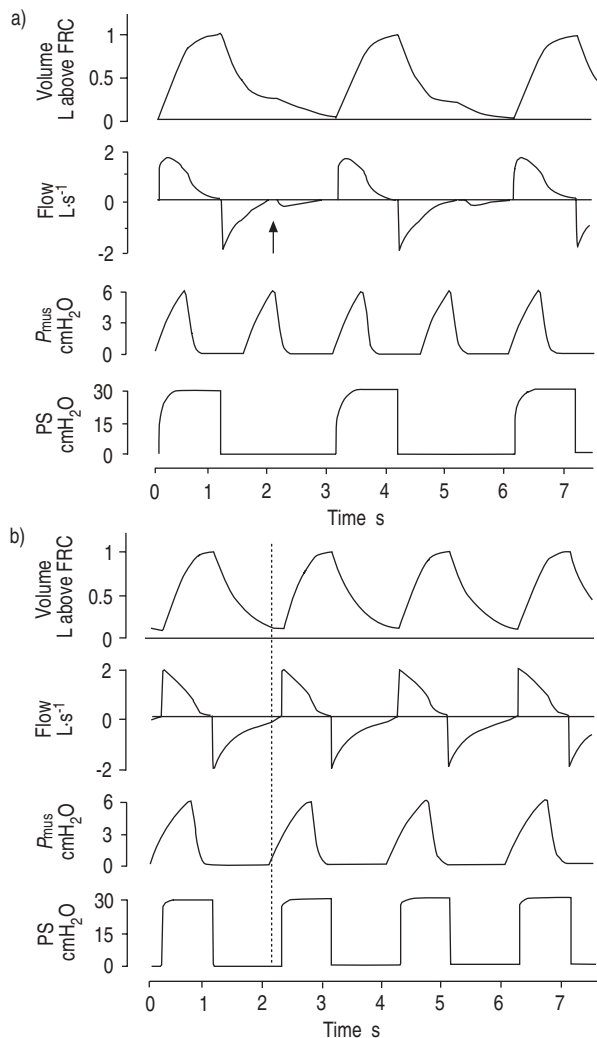 a)
Volume
L above FRC
1
0.5
0
Flow
L·s-1
2
0
-2
Pmus
cmH2O
6
3
0
PS
cmH2O
30
15
0
0 1 2 3 4 5 6 7
Time s
b)
Volume
L above FRC
1
0.5
0
Flow
L·s-1
2
0
-2
Pmus
cmH2O
6
3
0
PS
cmH2O
30
15
0
0 1 2 3 4 5 6 7
Time s